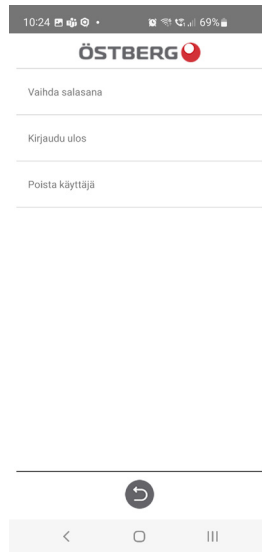 10:24 69%
ÖSTBERG
Vaihda salasana
Kirjaudu ulos
Poista käyttäjä